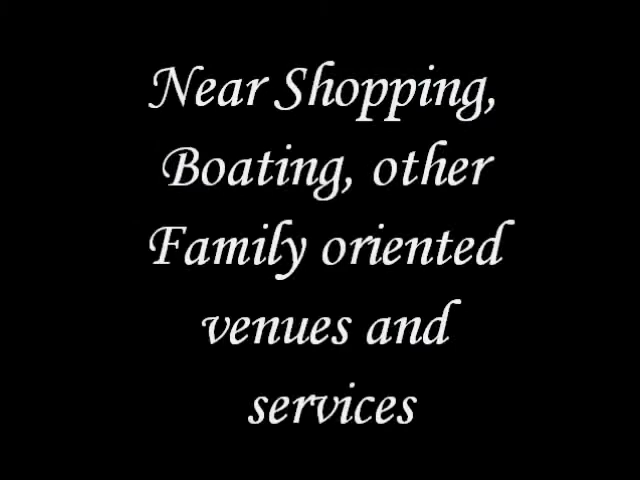 Near Shopping,
Boating, other
Family oriented
venues and
services